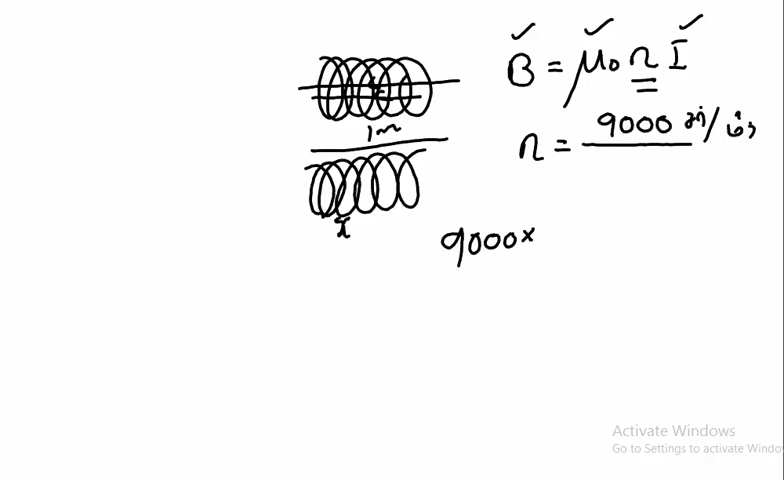 B = μ₀ n I
n = 9000
1m
I
9000×
Activate Windows
Go to Settings to activate Windo